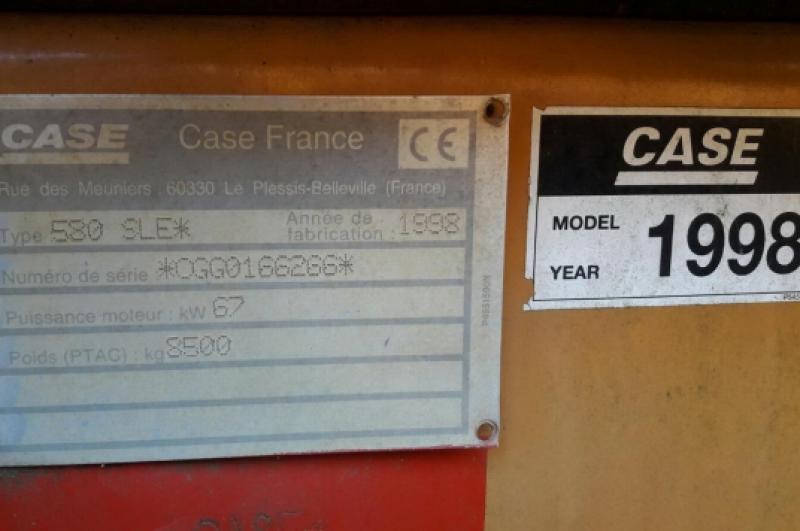 CASE Case France CE
Rue des Meuniers 60330 Le Plessis-Belleville (France)
Type 580 SLE* Année de fabrication : 1998
Numéro de série *CGG0166266*
Puissance moteur : kW 67
Poids (PTAC) : kg 8500
CASE
MODEL YEAR 1998